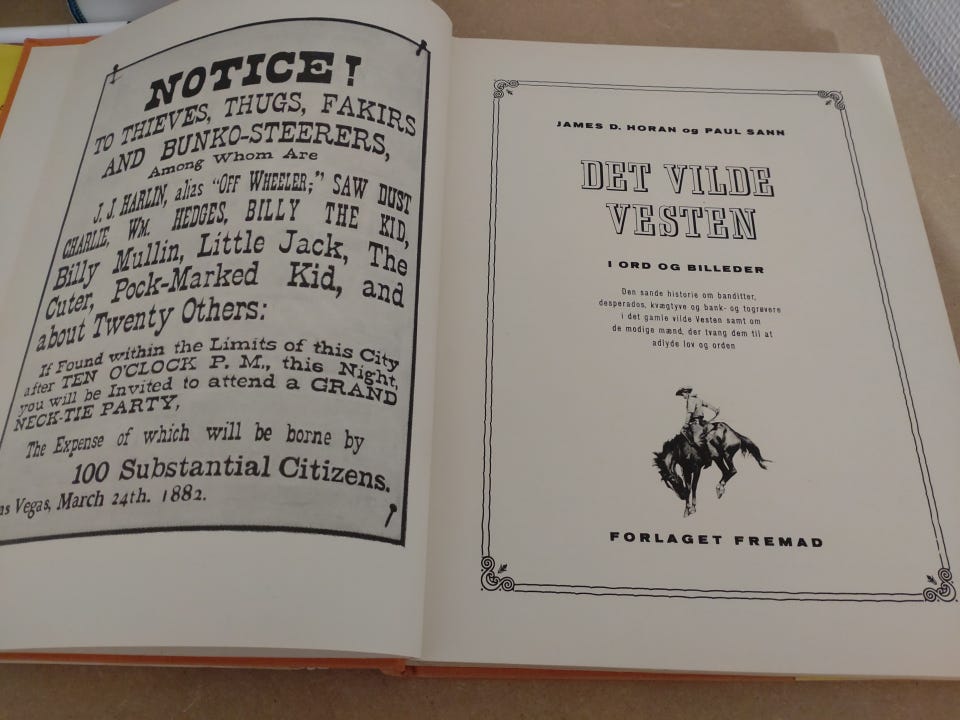 NOTICE!
TO THIEVES, THUGS, FAKIRS
AND BUNKO-STEERERS,
Among Whom Are
J. J. HARLIN, alias "OFF WHEELER;" SAW DUST
CHARLIE, WM. HEDGES, BILLY THE KID,
Billy Mullin, Little Jack, The
Cuter, Pock-Marked Kid, and
about Twenty Others:
If Found within the Limits of this City
after TEN O'CLOCK P. M., this Night,
you will be Invited to attend a GRAND
NECK-TIE PARTY,
The Expense of which will be borne by
100 Substantial Citizens.
as Vegas, March 24th. 1882.
JAMES D. HORAN og PAUL SANN
DET VILDE
VESTEN
I ORD OG BILLEDER
Den sande historie om banditter,
desperados, kvægtyve og bank- og togrøvere
i det gamle vilde Vesten samt om
de modige mænd, der tvang dem til at
adlyde lov og orden
FORLAGET FREMAD